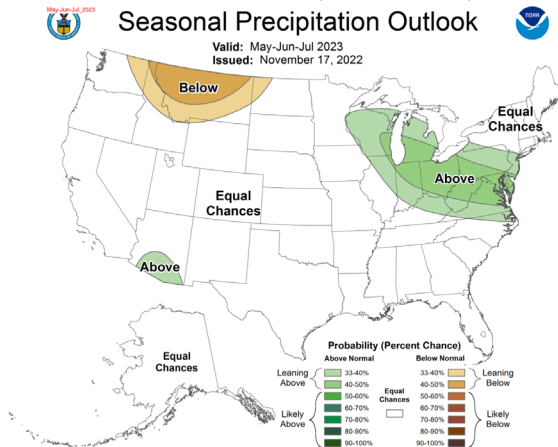 May-Jun-Jul_2023
Seasonal Precipitation Outlook
NOAA
Valid: May-Jun-Jul 2023
Issued: November 17, 2022
Below
Equal
Chances
Above
Equal
Chances
Above
Equal
Chances
Probability (Percent Chance)
Above Normal
Below Normal
Leaning
Above
33-40%
40-50%
Likely
Above
50-60%
60-70%
70-80%
80-90%
90-100%
Equal
Chances
33-40%
40-50%
Leaning
Below
50-60%
60-70%
70-80%
80-90%
90-100%
Likely
Below